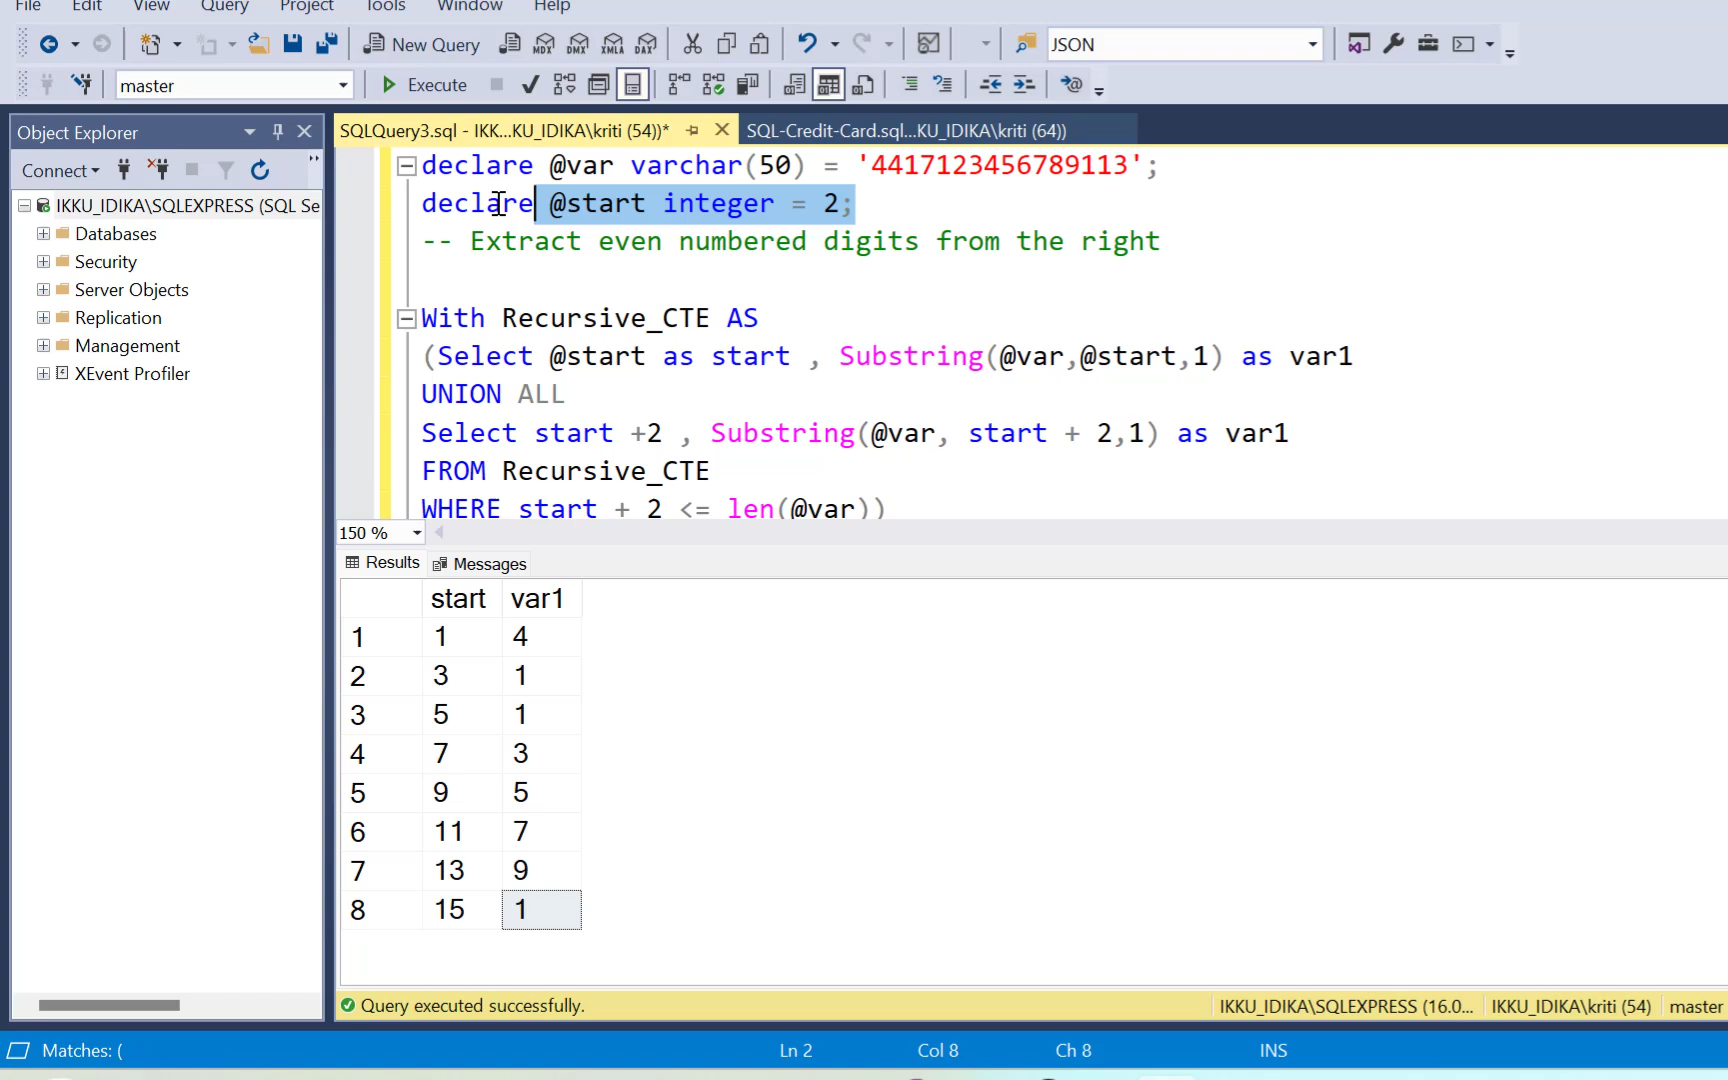 File Edit View Query Project Tools Window Help
New Query MDX DMX XMLA DAX JSON
master Execute
Object Explorer
SQLQuery3.sql - IKK...KU_IDIKA\kriti (54))*
SQL-Credit-Card.sql...KU_IDIKA\kriti (64))
Connect
IKKU_IDIKA\SQLEXPRESS (SQL Se
Databases
Security
Server Objects
Replication
Management
XEvent Profiler
declare @var varchar(50) = '4417123456789113';
declare @start integer = 2;
-- Extract even numbered digits from the right
With Recursive_CTE AS
(Select @start as start , Substring(@var,@start,1) as var1
UNION ALL
Select start +2 , Substring(@var, start + 2,1) as var1
FROM Recursive_CTE
WHERE start + 2 <= len(@var))
150 %
Results Messages
start var1
1 1 4
2 3 1
3 5 1
4 7 3
5 9 5
6 11 7
7 13 9
8 15 1
Query executed successfully.
IKKU_IDIKA\SQLEXPRESS (16.0... IKKU_IDIKA\kriti (54) master
Matches: ( Ln 2 Col 8 Ch 8 INS